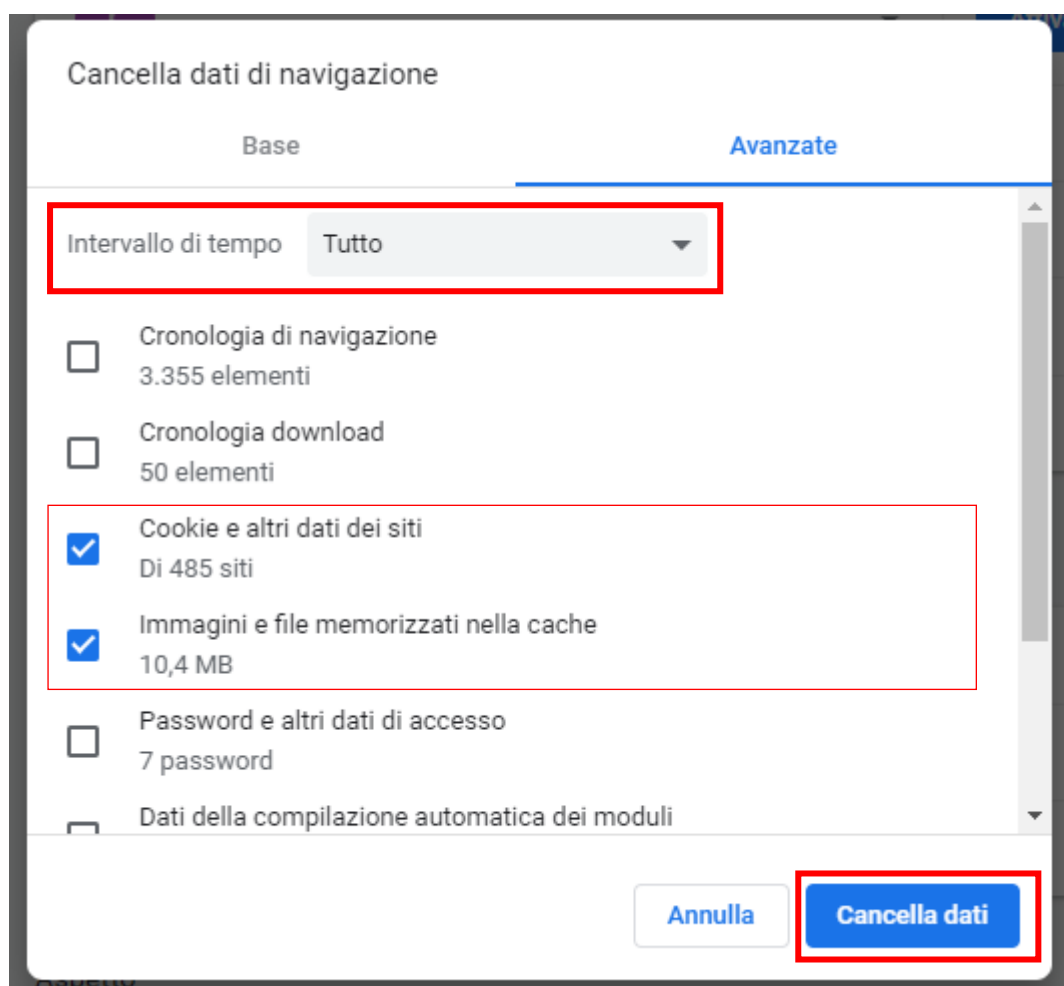 Cancella dati di navigazione
Base Avanzate
Intervallo di tempo Tutto
Cronologia di navigazione
3.355 elementi
Cronologia download
50 elementi
Cookie e altri dati dei siti
Di 485 siti
Immagini e file memorizzati nella cache
10,4 MB
Password e altri dati di accesso
7 password
Dati della compilazione automatica dei moduli
Annulla Cancella dati